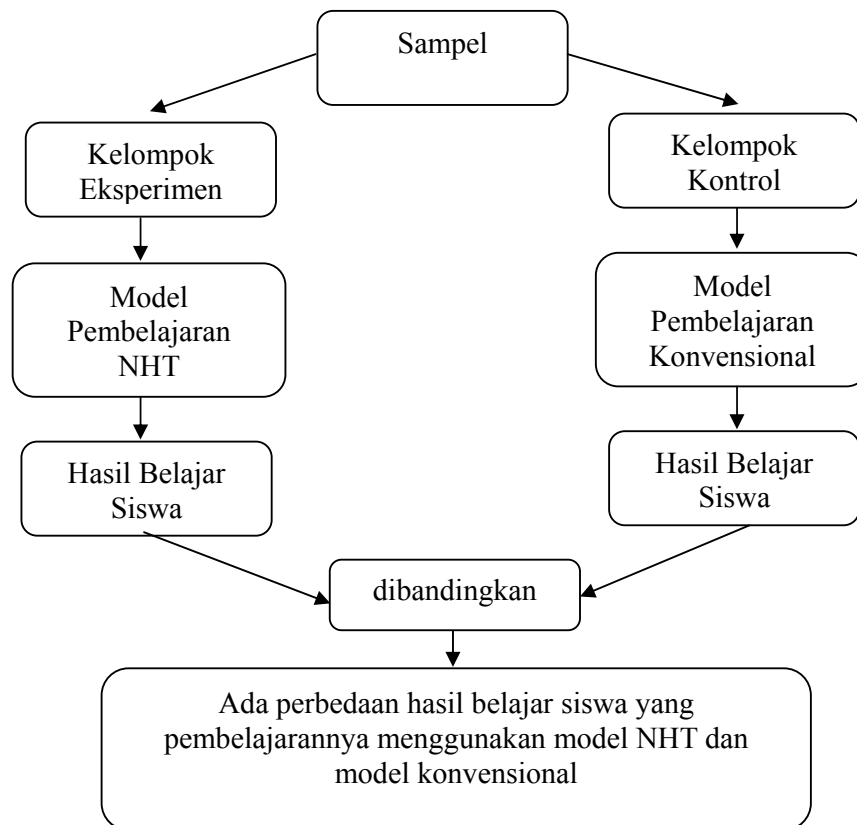 Sampel
Kelompok
Eksperimen
Kelompok
Kontrol
Model
Pembelajaran
NHT
Model
Pembelajaran
Konvensional
Hasil Belajar
Siswa
Hasil Belajar
Siswa
dibandingkan
Ada perbedaan hasil belajar siswa yang
pembelajarannya menggunakan model NHT dan
model konvensional